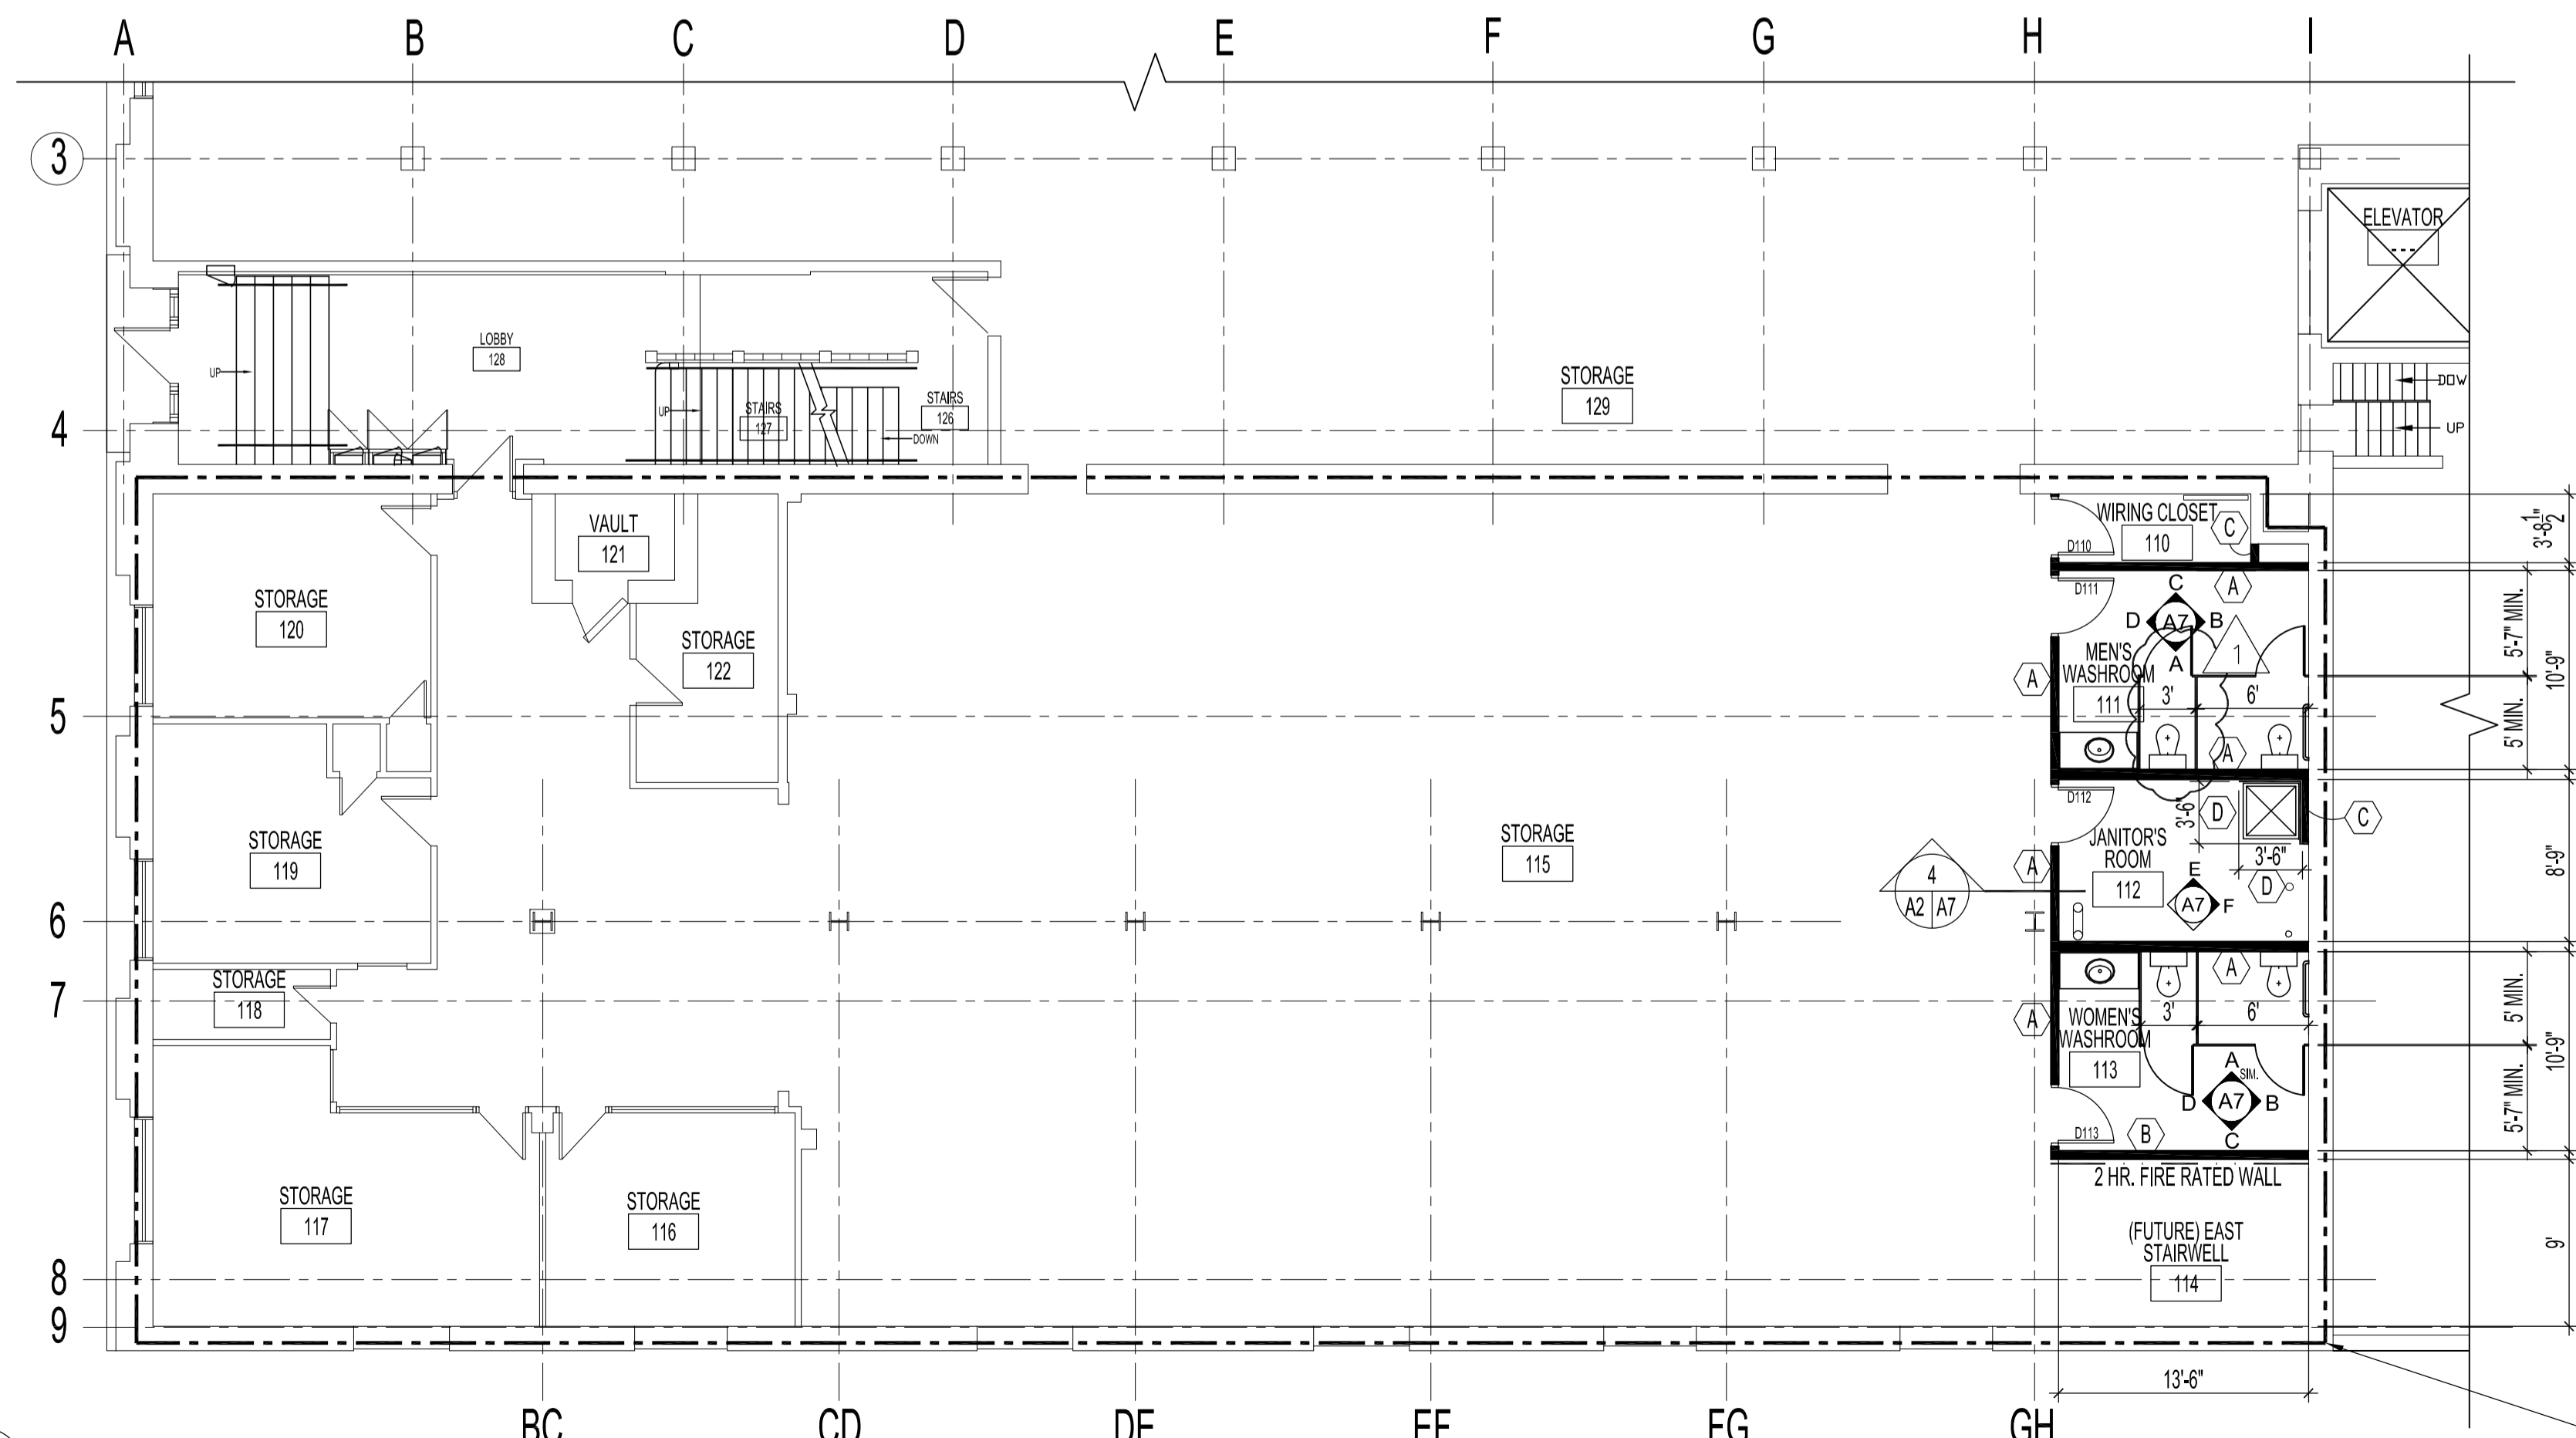 A B C D E F G H I
3
ELEVATOR
---
LOBBY
128
UP
STORAGE
129
STAIRS
126
UP
STAIRS
127
DOWN
DOW
UP
4
VAULT
121
WIRING CLOSET
110
C
D110
3'-8 1/2"
STORAGE
120
STORAGE
122
D111
A
C
D A7 B
A
1
MEN'S
WASHROOM
111
A
3' 6'
A
5'-7" MIN.
10'-9"
5' MIN.
5
STORAGE
119
STORAGE
115
D112
3'-6"
D
C
JANITOR'S
ROOM
112
3'-6"
A
4
A2 A7
E
A7 F
D
8'-9"
6
STORAGE
118
7
A
A
3' 6'
WOMEN'S
WASHROOM
113
A
SIM.
D A7 B
C
D113
B
5' MIN.
10'-9"
5'-7" MIN.
2 HR. FIRE RATED WALL
STORAGE
117
STORAGE
116
(FUTURE) EAST
STAIRWELL
114
9'
8
9
13'-6"
BC CD GH